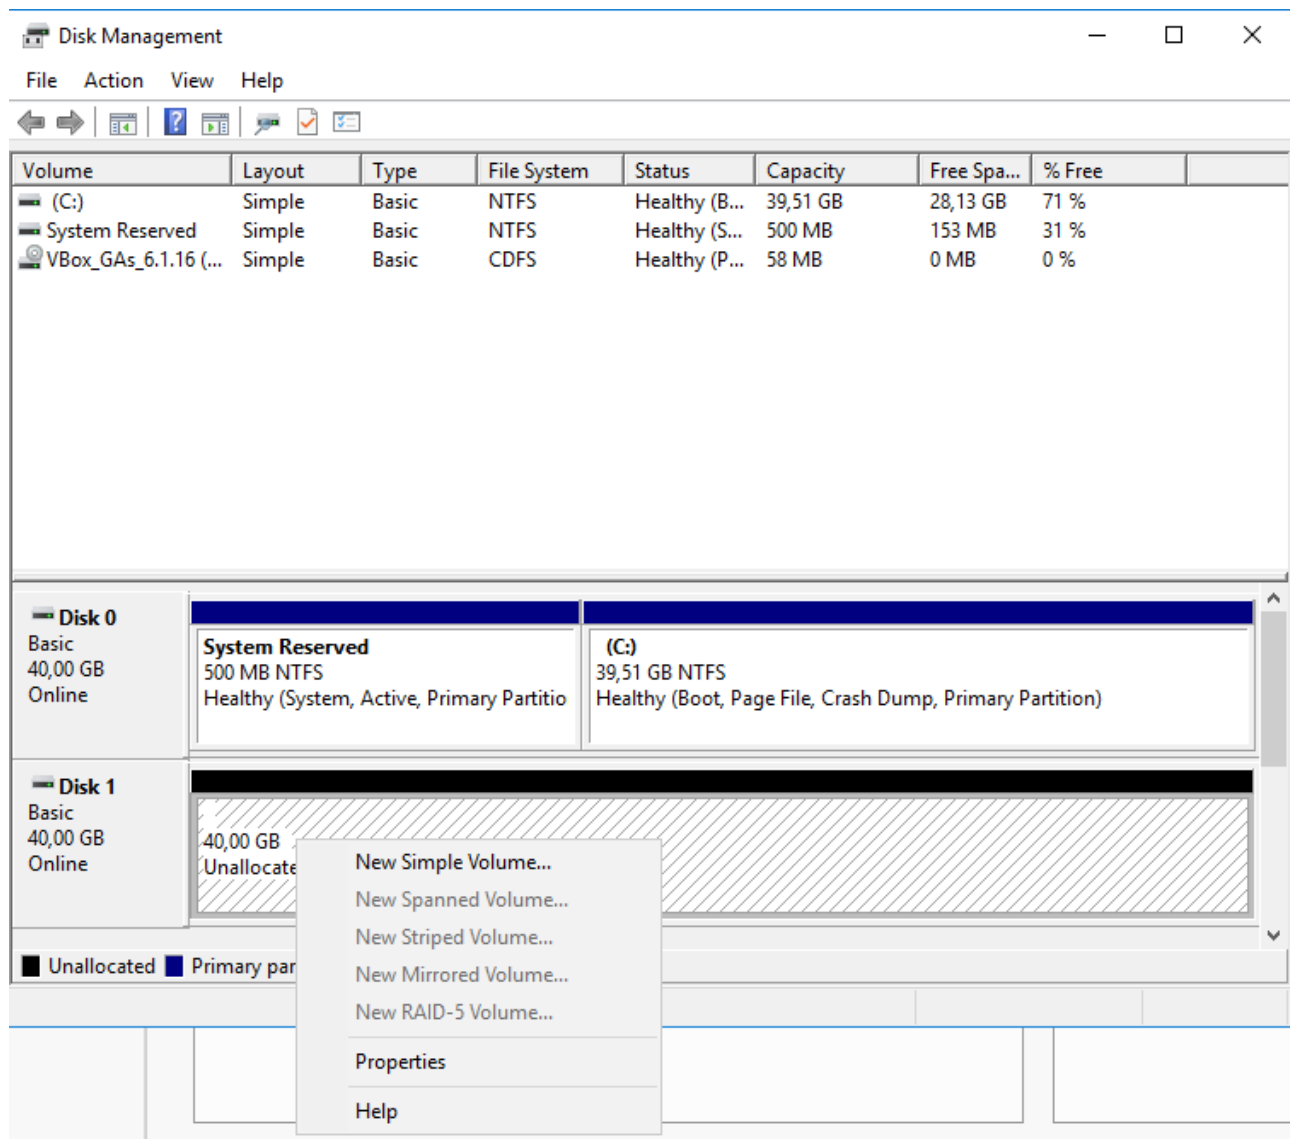 Disk Management
File Action View Help
Volume Layout Type File System Status Capacity Free Spa... % Free
(C:) Simple Basic NTFS Healthy (B... 39,51 GB 28,13 GB 71 %
System Reserved Simple Basic NTFS Healthy (S... 500 MB 153 MB 31 %
VBox_GAs_6.1.16 (... Simple Basic CDFS Healthy (P... 58 MB 0 MB 0 %
Disk 0
Basic
40,00 GB
Online
System Reserved
500 MB NTFS
Healthy (System, Active, Primary Partitio
(C:)
39,51 GB NTFS
Healthy (Boot, Page File, Crash Dump, Primary Partition)
Disk 1
Basic
40,00 GB
Online
40,00 GB
Unallocate
New Simple Volume...
New Spanned Volume...
New Striped Volume...
New Mirrored Volume...
New RAID-5 Volume...
Properties
Help
Unallocated Primary par